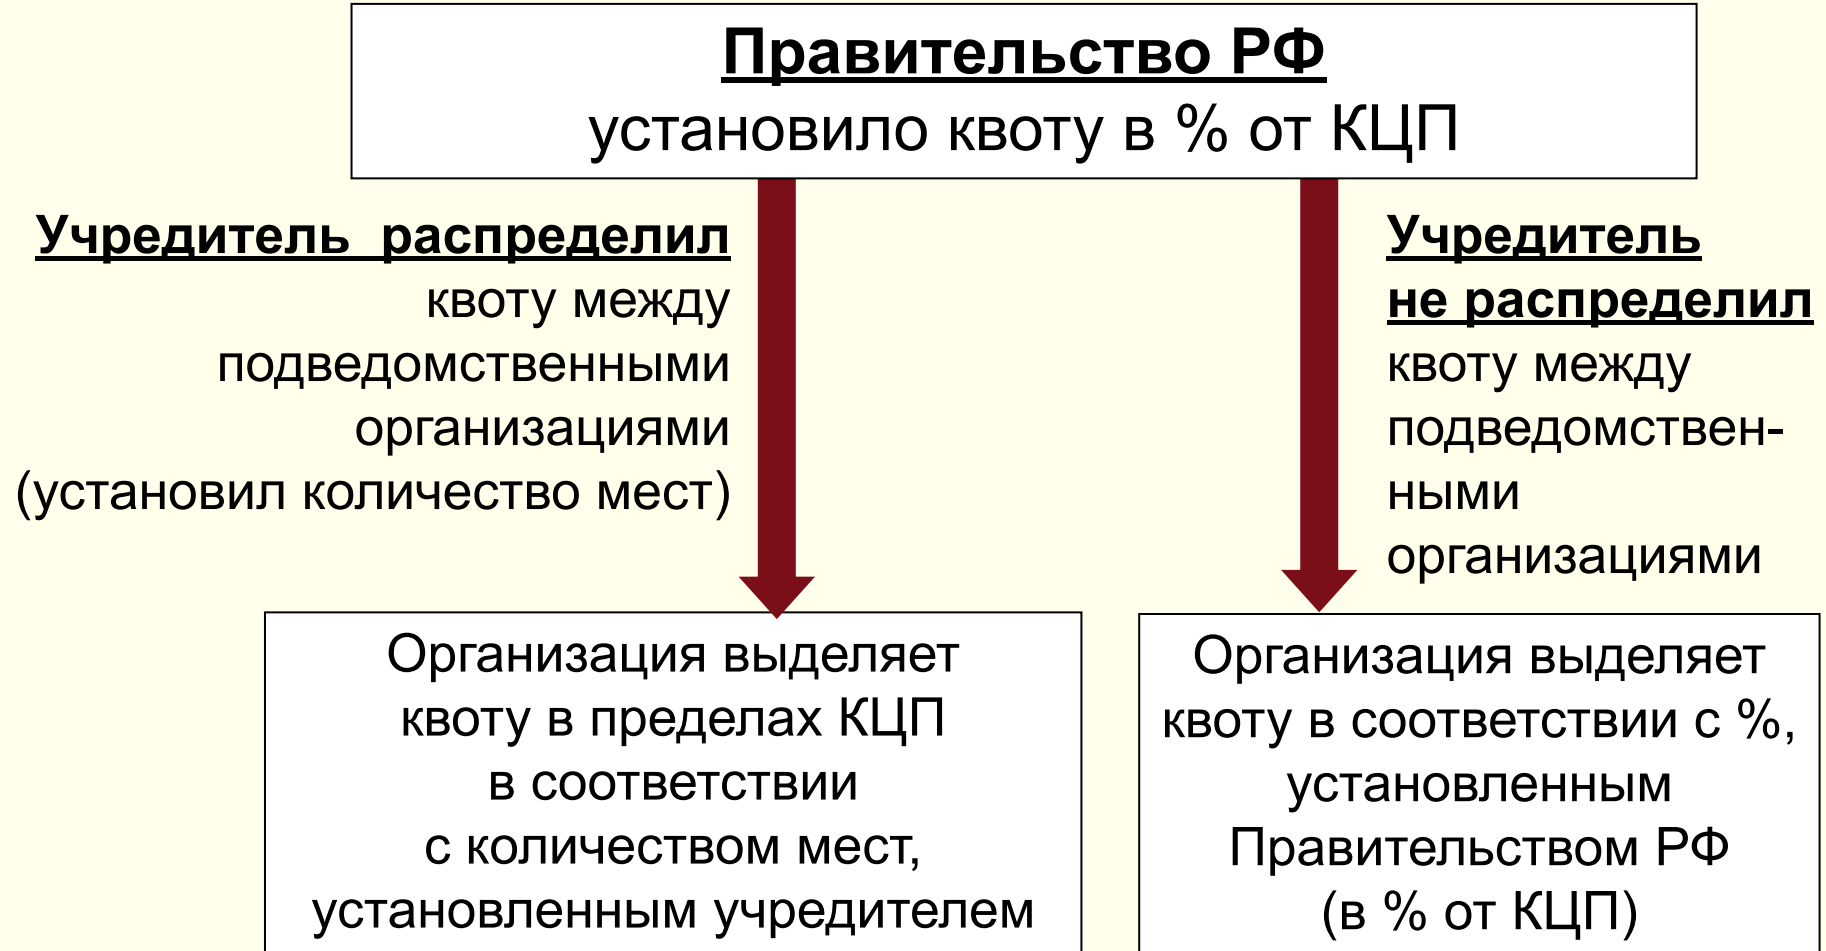 Правительство РФ
установило квоту в % от КЦП
Учредитель распределил
квоту между
подведомственными
организациями
(установил количество мест)
Учредитель
не распределил
квоту между
подведомствен-
ными
организациями
Организация выделяет
квоту в пределах КЦП
в соответствии
с количеством мест,
установленным учредителем
Организация выделяет
квоту в соответствии с %,
установленным
Правительством РФ
(в % от КЦП)